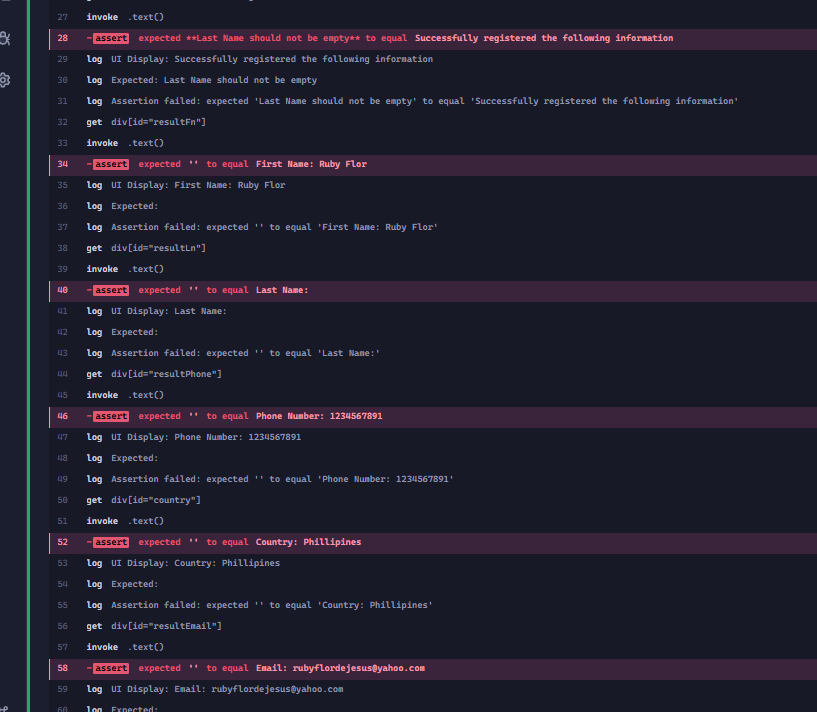 27 invoke .text()
28 -assert expected **Last Name should not be empty** to equal Successfully registered the following information
29 log UI Display: Successfully registered the following information
30 log Expected: Last Name should not be empty
31 log Assertion failed: expected 'Last Name should not be empty' to equal 'Successfully registered the following information'
32 get div[id="resultFn"]
33 invoke .text()
34 -assert expected '' to equal First Name: Ruby Flor
35 log UI Display: First Name: Ruby Flor
36 log Expected:
37 log Assertion failed: expected '' to equal 'First Name: Ruby Flor'
38 get div[id="resultLn"]
39 invoke .text()
40 -assert expected '' to equal Last Name:
41 log UI Display: Last Name:
42 log Expected:
43 log Assertion failed: expected '' to equal 'Last Name:'
44 get div[id="resultPhone"]
45 invoke .text()
46 -assert expected '' to equal Phone Number: 1234567891
47 log UI Display: Phone Number: 1234567891
48 log Expected:
49 log Assertion failed: expected '' to equal 'Phone Number: 1234567891'
50 get div[id="country"]
51 invoke .text()
52 -assert expected '' to equal Country: Phillipines
53 log UI Display: Country: Phillipines
54 log Expected:
55 log Assertion failed: expected '' to equal 'Country: Phillipines'
56 get div[id="resultEmail"]
57 invoke .text()
58 -assert expected '' to equal Email: rubyflordejesus@yahoo.com
59 log UI Display: Email: rubyflordejesus@yahoo.com
60 log Expected: